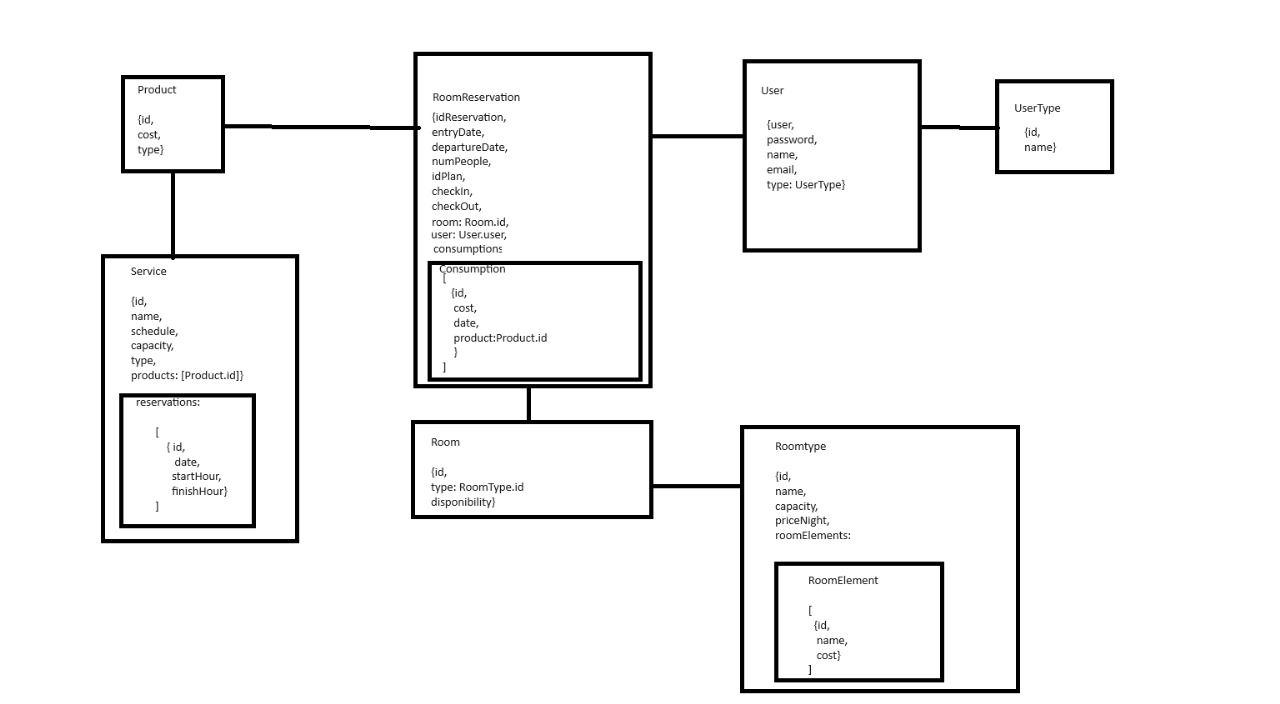 Product
{id,
cost,
type}
RoomReservation
{idReservation,
entryDate,
departureDate,
numPeople,
idPlan,
checkIn,
checkOut,
room: Room.id,
user: User.user,
consumptions
Consumption
[
{id,
cost,
date,
product:Product.id
}
]
User
{user,
password,
name,
email,
type: UserType}
UserType
{id,
name}
Service
{id,
name,
schedule,
capacity,
type,
products: [Product.id]}
reservations:
[
{ id,
date,
startHour,
finishHour}
]
Room
{id,
type: RoomType.id
disponibility}
Roomtype
{id,
name,
capacity,
priceNight,
roomElements:
RoomElement
[
{id,
name,
cost}
]